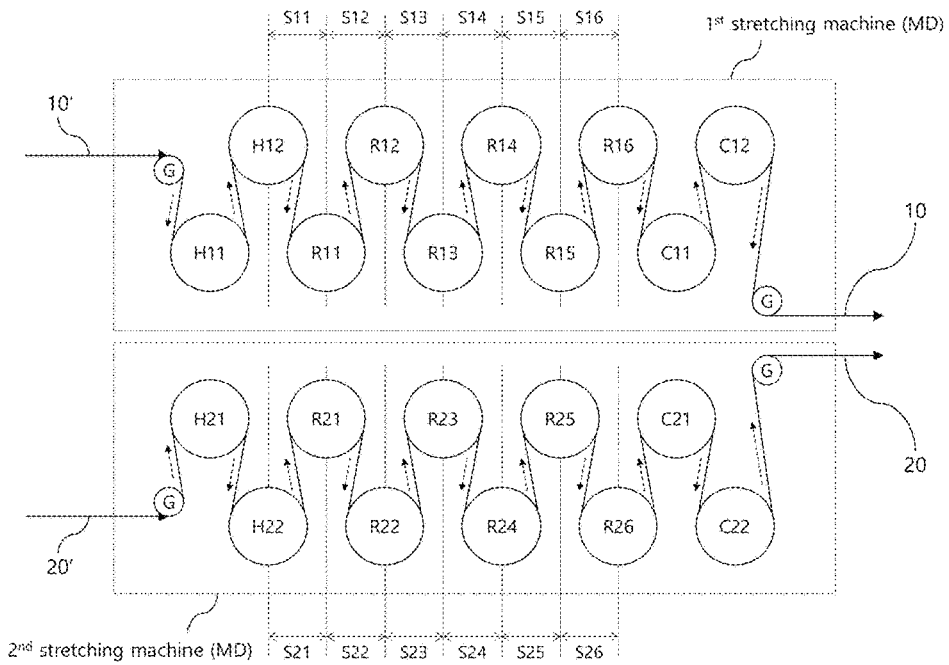 S11 S12 S13 S14 S15 S16
1st stretching machine (MD)
10'
G
H12 R12 R14 R16 C12
H11 R11 R13 R15 C11
10
G
H21 R21 R23 R25 C21
G
20
G
H22 R22 R24 R26 C22
20'
2nd stretching machine (MD)
S21 S22 S23 S24 S25 S26